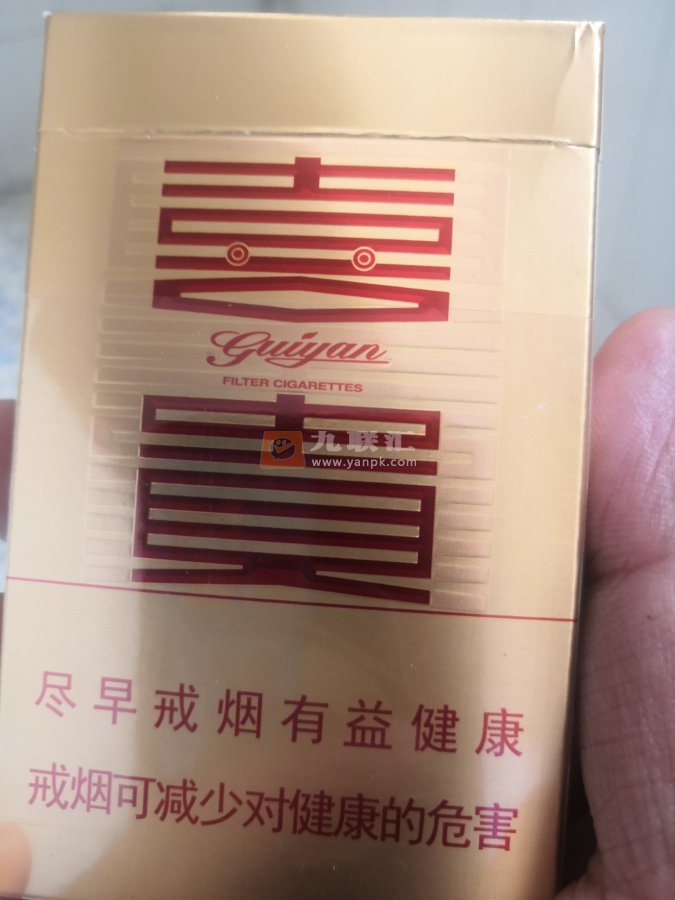 喜
guiyan
FILTER CIGARETTES
九联汇
www.yanpk.com
尽早戒烟有益健康
戒烟可减少对健康的危害